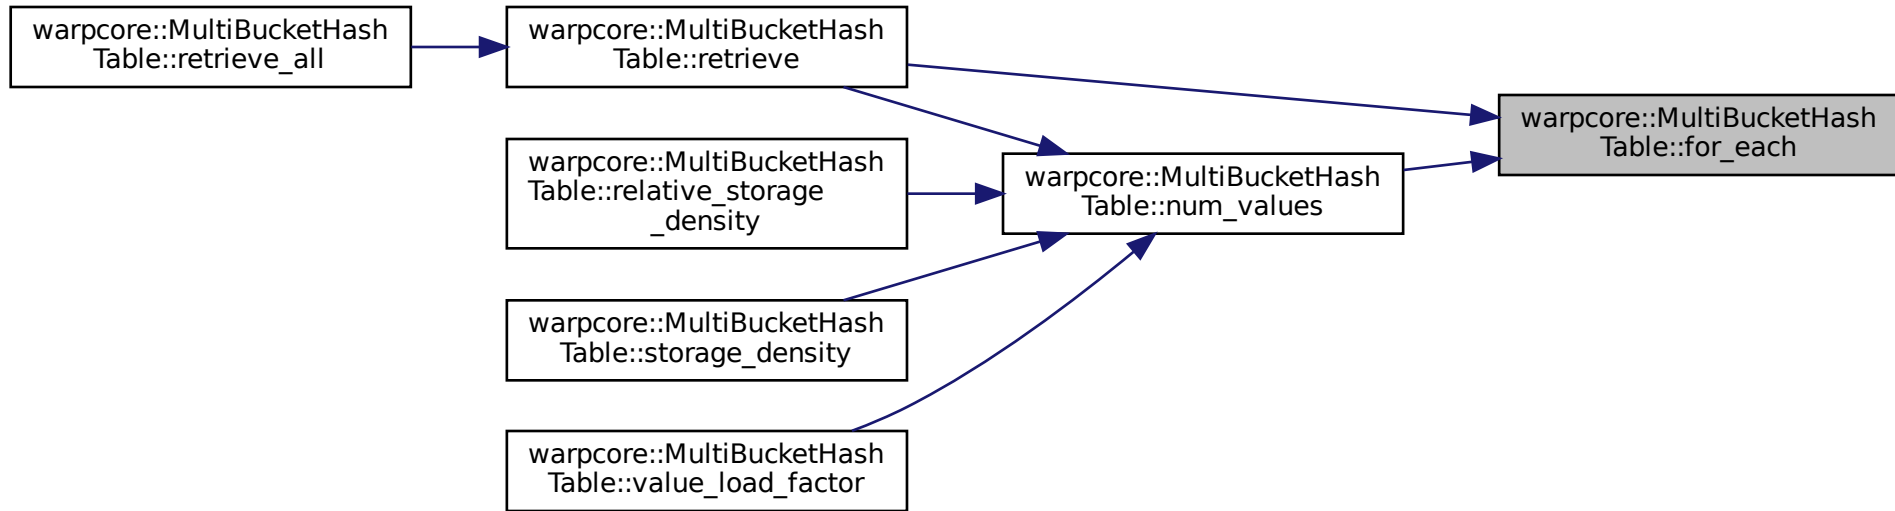 warpcore::MultiBucketHash
Table::retrieve_all
warpcore::MultiBucketHash
Table::retrieve
warpcore::MultiBucketHash
Table::relative_storage
_density
warpcore::MultiBucketHash
Table::storage_density
warpcore::MultiBucketHash
Table::value_load_factor
warpcore::MultiBucketHash
Table::num_values
warpcore::MultiBucketHash
Table::for_each